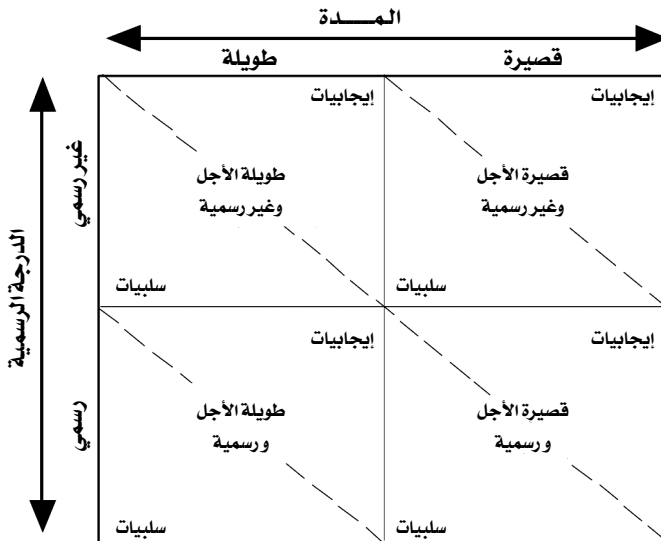 المـــدة
قصيرة
طويلة
الدرجة الرسمية
غير رسمي
رسمي
إيجابيات
قصيرة الأجل
وغير رسمية
سلبيات
إيجابيات
طويلة الأجل
وغير رسمية
سلبيات
إيجابيات
قصيرة الأجل
ورسمية
سلبيات
إيجابيات
طويلة الأجل
ورسمية
سلبيات